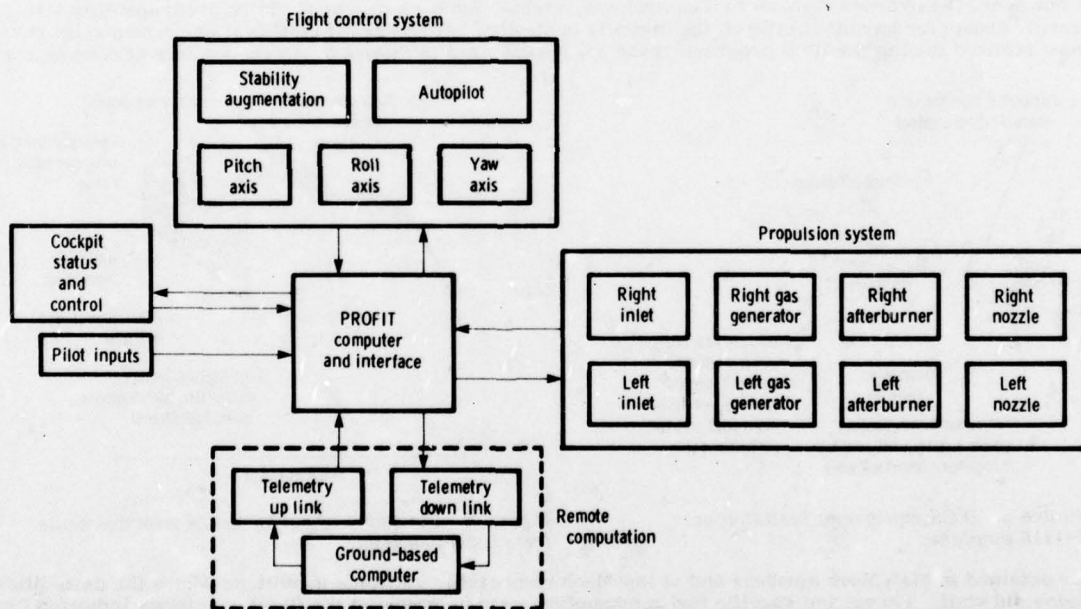 Flight control system
Stability
augmentation
Autopilot
Pitch
axis
Roll
axis
Yaw
axis
Cockpit
status
and
control
Pilot inputs
PROFIT
computer
and interface
Propulsion system
Right
inlet
Right gas
generator
Right
afterburner
Right
nozzle
Left
inlet
Left gas
generator
Left
afterburner
Left
nozzle
Telemetry
up link
Telemetry
down link
Ground-based
computer
Remote
computation